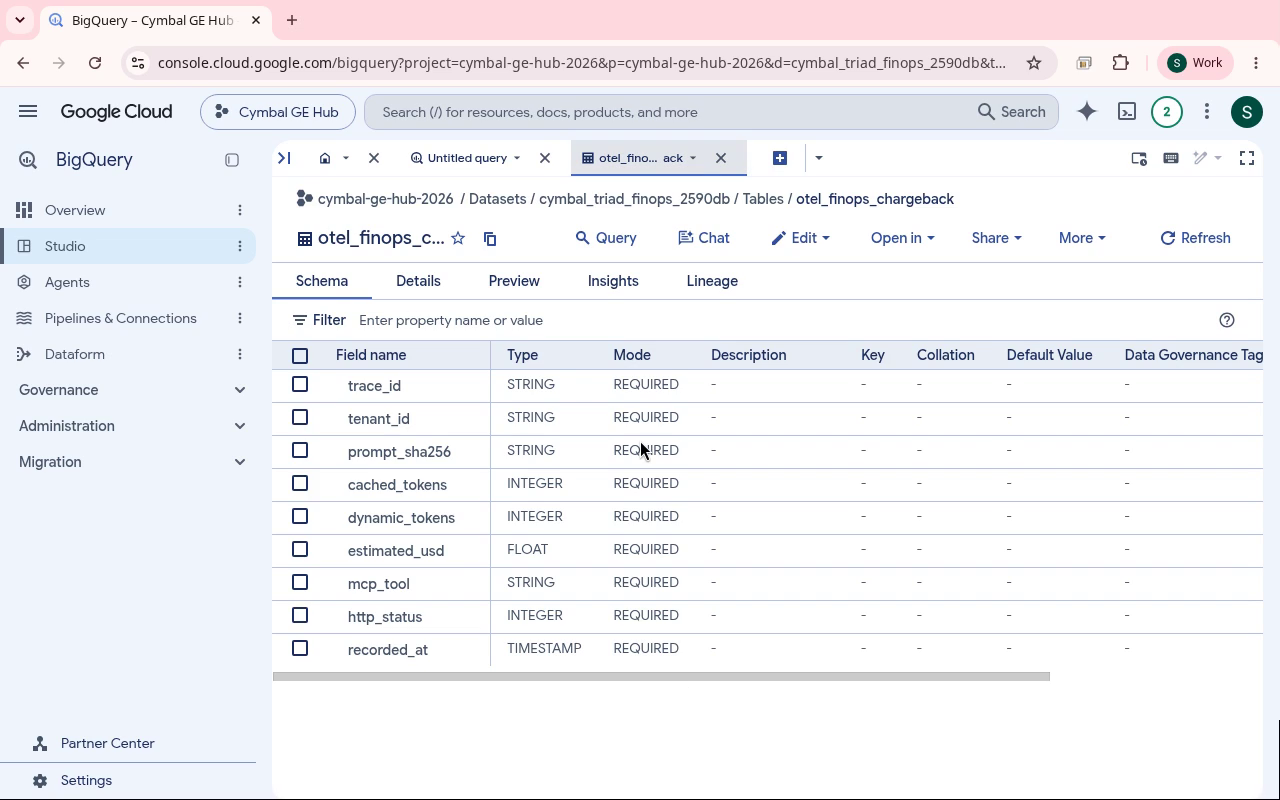 BigQuery – Cymbal GE Hub
console.cloud.google.com/bigquery?project=cymbal-ge-hub-2026&p=cymbal-ge-hub-2026&d=cymbal_triad_finops_2590db&t...
S Work
Google Cloud
Cymbal GE Hub
Search (/) for resources, docs, products, and more
Search
2
S
BigQuery
Overview
Studio
Agents
Pipelines & Connections
Dataform
Governance
Administration
Migration
Partner Center
Settings
Untitled query
otel_fino... ack
cymbal-ge-hub-2026 / Datasets / cymbal_triad_finops_2590db / Tables / otel_finops_chargeback
otel_finops_c... Query Chat Edit Open in Share More Refresh
Schema Details Preview Insights Lineage
Filter Enter property name or value
Field name Type Mode Description Key Collation Default Value Data Governance Tag
trace_id STRING REQUIRED - - - - -
tenant_id STRING REQUIRED - - - - -
prompt_sha256 STRING REQUIRED - - - - -
cached_tokens INTEGER REQUIRED - - - - -
dynamic_tokens INTEGER REQUIRED - - - - -
estimated_usd FLOAT REQUIRED - - - - -
mcp_tool STRING REQUIRED - - - - -
http_status INTEGER REQUIRED - - - - -
recorded_at TIMESTAMP REQUIRED - - - - -